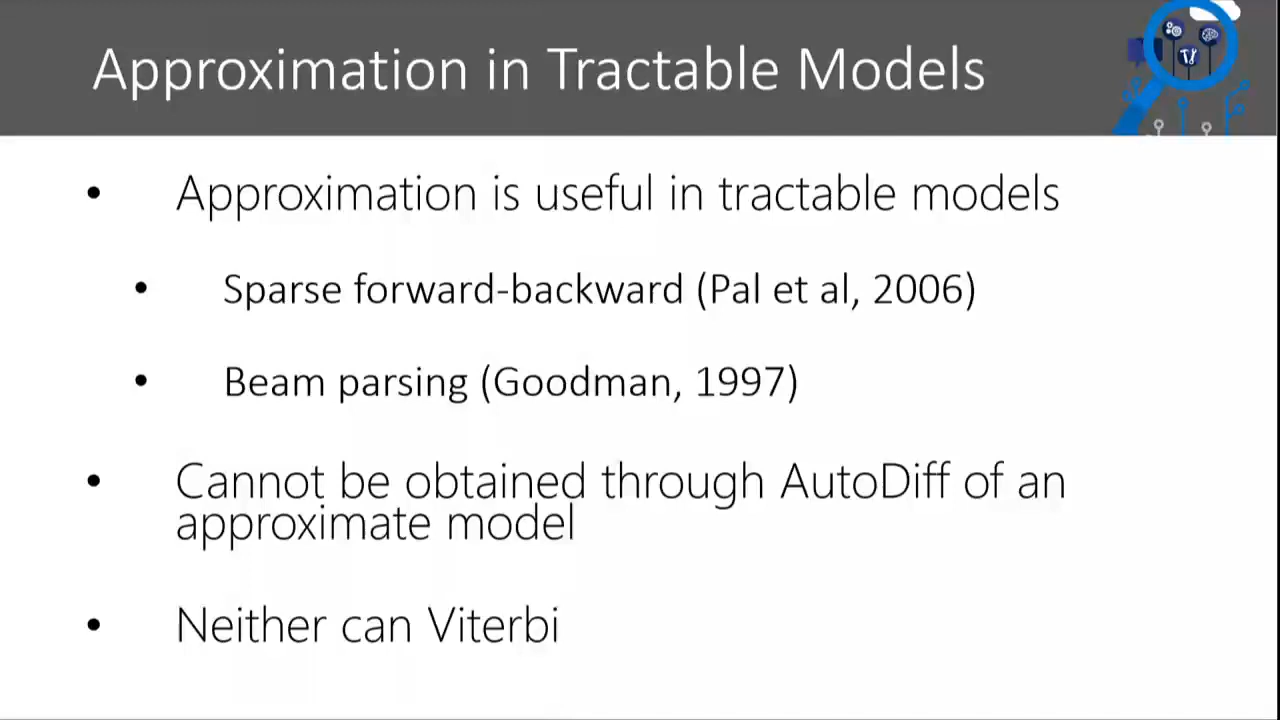 Approximation in Tractable Models
• Approximation is useful in tractable models
• Sparse forward-backward (Pal et al, 2006)
• Beam parsing (Goodman, 1997)
• Cannot be obtained through AutoDiff of an
approximate model
• Neither can Viterbi